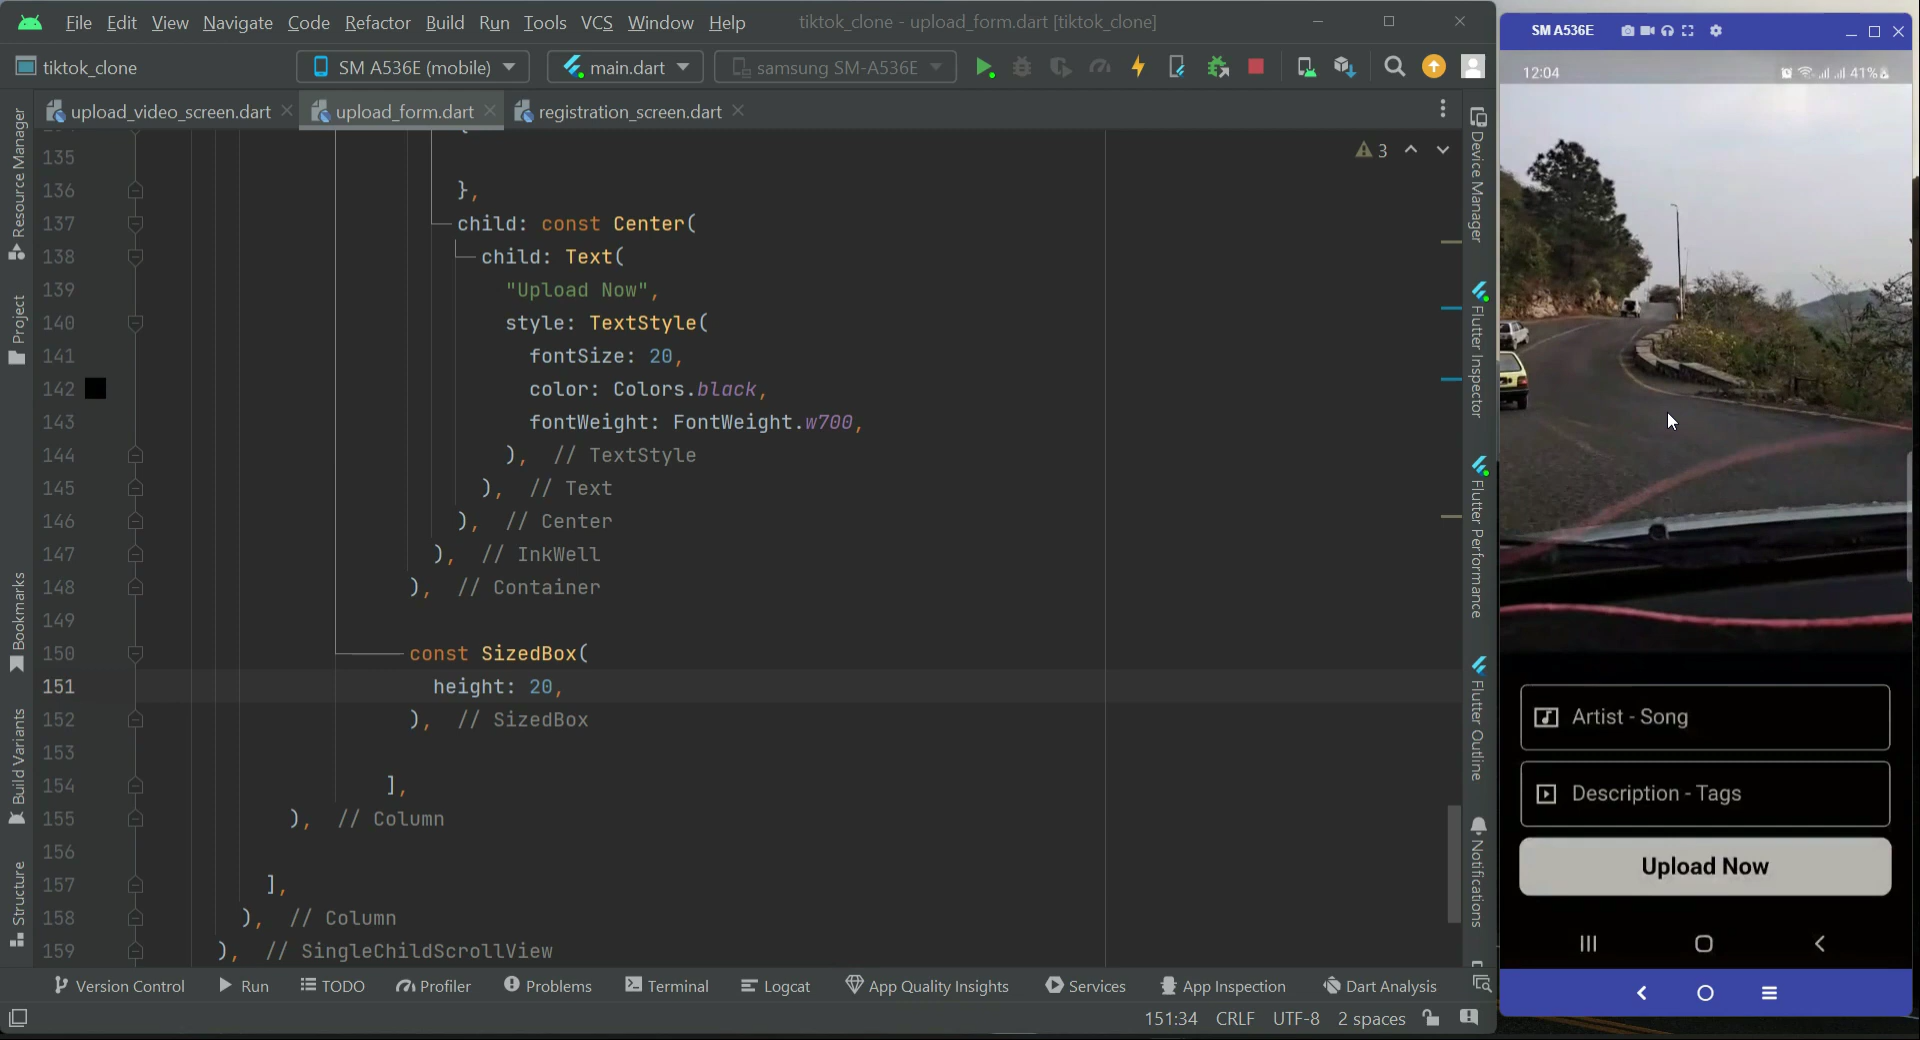 File Edit View Navigate Code Refactor Build Run Tools VCS Window Help tiktok_clone - upload_form.dart [tiktok_clone]
tiktok_clone SM A536E (mobile) main.dart samsung SM-A536E
upload_video_screen.dart upload_form.dart registration_screen.dart
3
135
136 },
137 child: const Center(
138 child: Text(
139 "Upload Now",
140 style: TextStyle(
141 fontSize: 20,
142 color: Colors.black,
143 fontWeight: FontWeight.w700,
144 ), // TextStyle
145 ), // Text
146 ), // Center
147 ), // InkWell
148 ), // Container
149
150 const SizedBox(
151 height: 20,
152 ), // SizedBox
153
154 ],
155 ), // Column
156
157 ],
158 ), // Column
159 ), // SingleChildScrollView
Resource Manager
Project
Bookmarks
Build Variants
Structure
Device Manager
Flutter Inspector
Flutter Performance
Flutter Outline
Notifications
Version Control Run TODO Profiler Problems Terminal Logcat App Quality Insights Services App Inspection Dart Analysis
151:34 CRLF UTF-8 2 spaces
SM A536E
12:04 41%
Artist - Song
Description - Tags
Upload Now